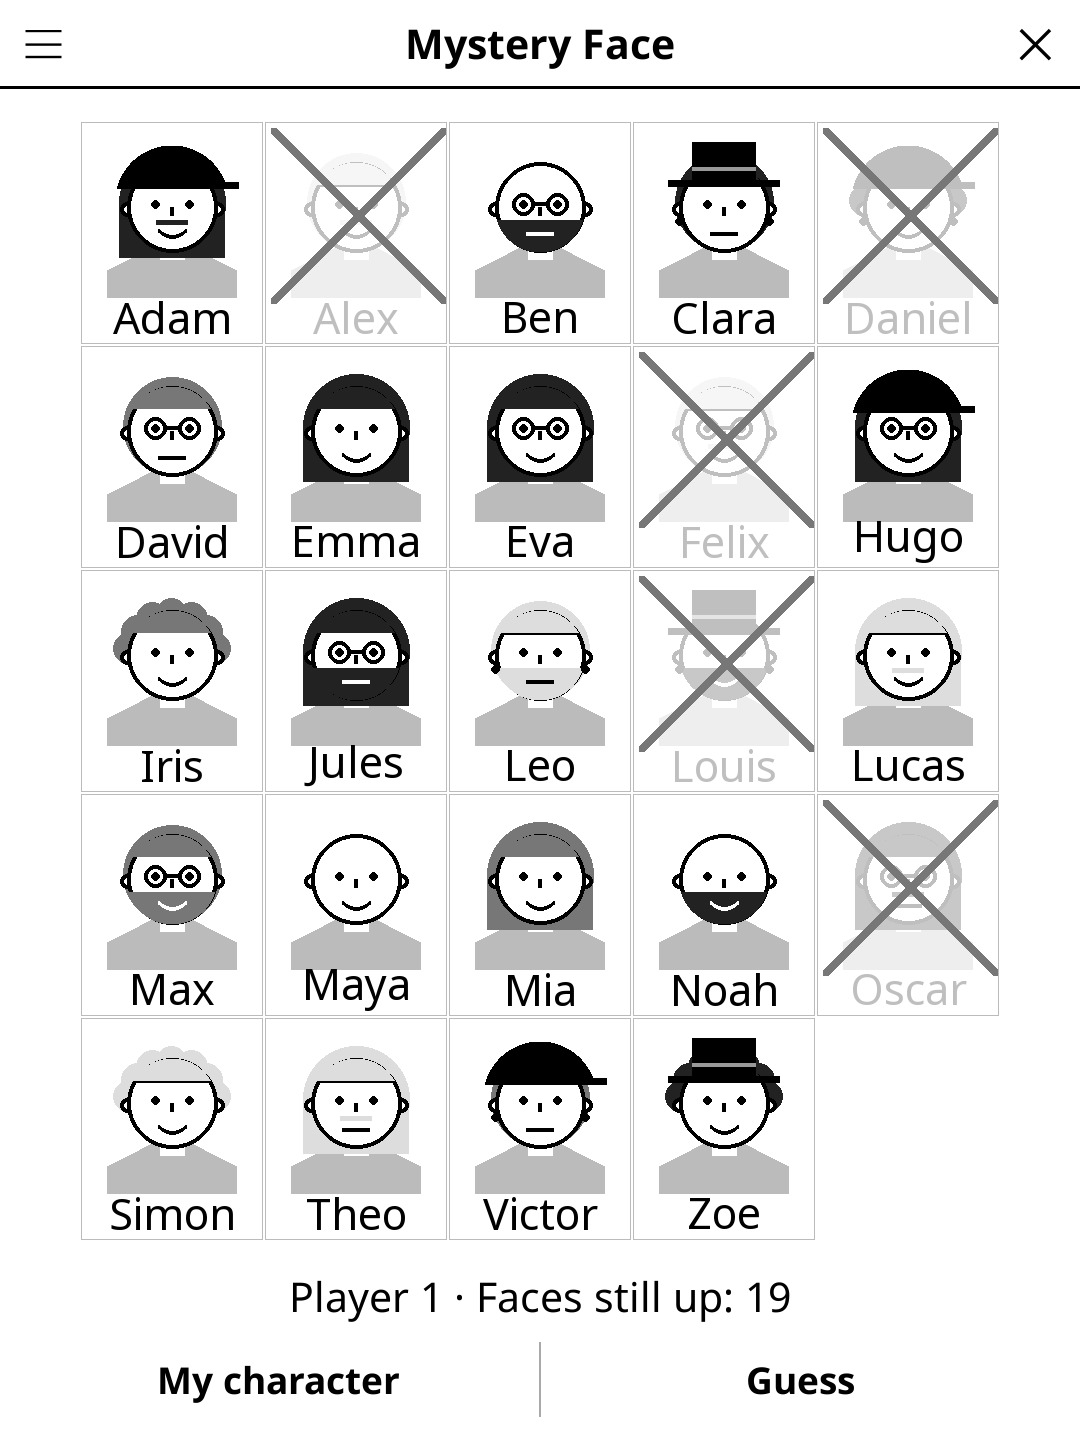 Mystery Face
Adam
Alex
Ben
Clara
Daniel
David
Emma
Eva
Felix
Hugo
Iris
Jules
Leo
Louis
Lucas
Max
Maya
Mia
Noah
Oscar
Simon
Theo
Victor
Zoe
Player 1 · Faces still up: 19
My character
Guess